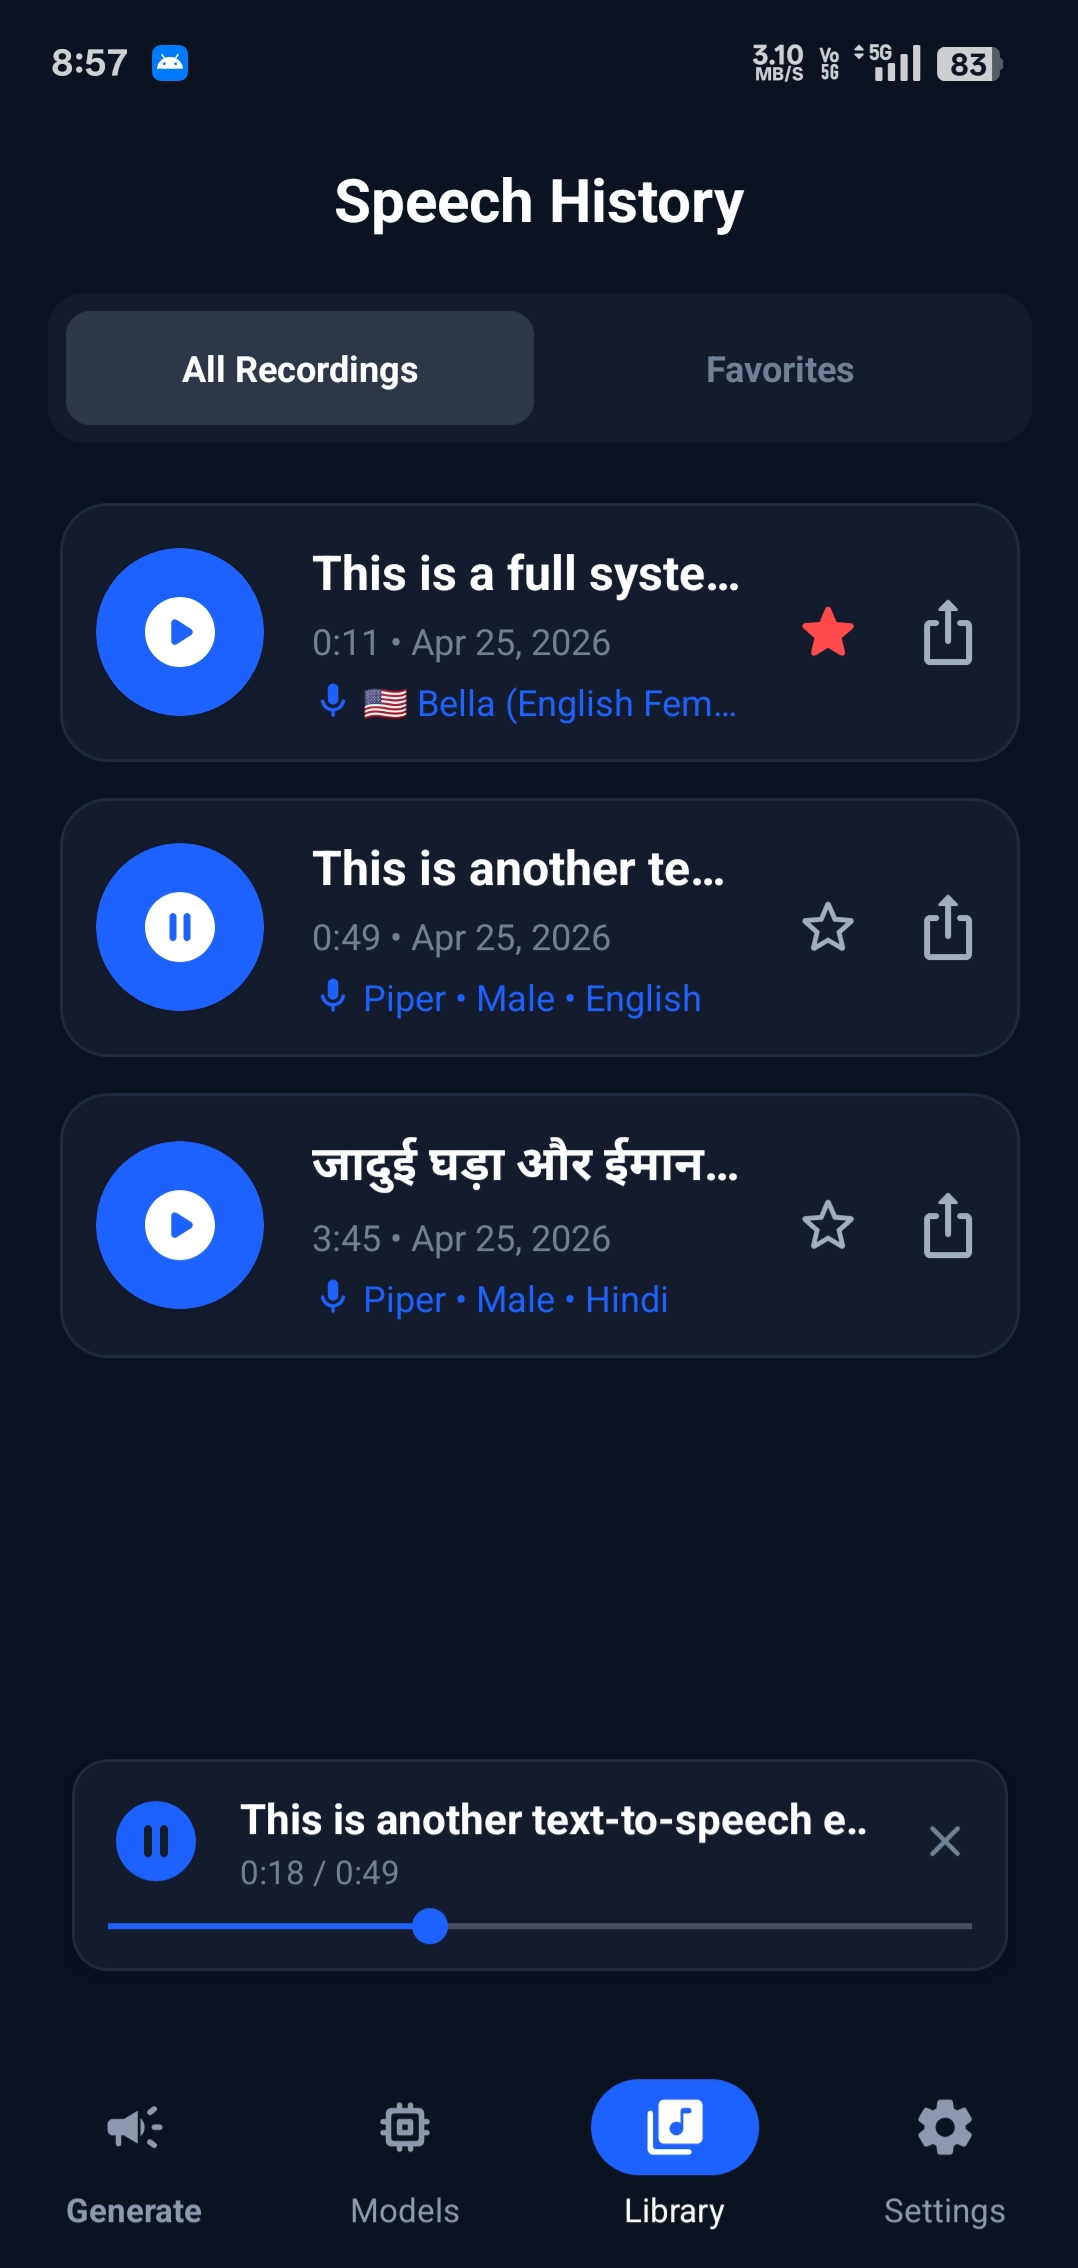 8:57
3.10 MB/S Vo 5G 5G 83
Speech History
All Recordings
Favorites
This is a full syste...
0:11 • Apr 25, 2026
🇺🇸 Bella (English Fem...
This is another te...
0:49 • Apr 25, 2026
Piper • Male • English
जादुई घड़ा और ईमान...
3:45 • Apr 25, 2026
Piper • Male • Hindi
This is another text-to-speech e..
0:18 / 0:49
Generate
Models
Library
Settings